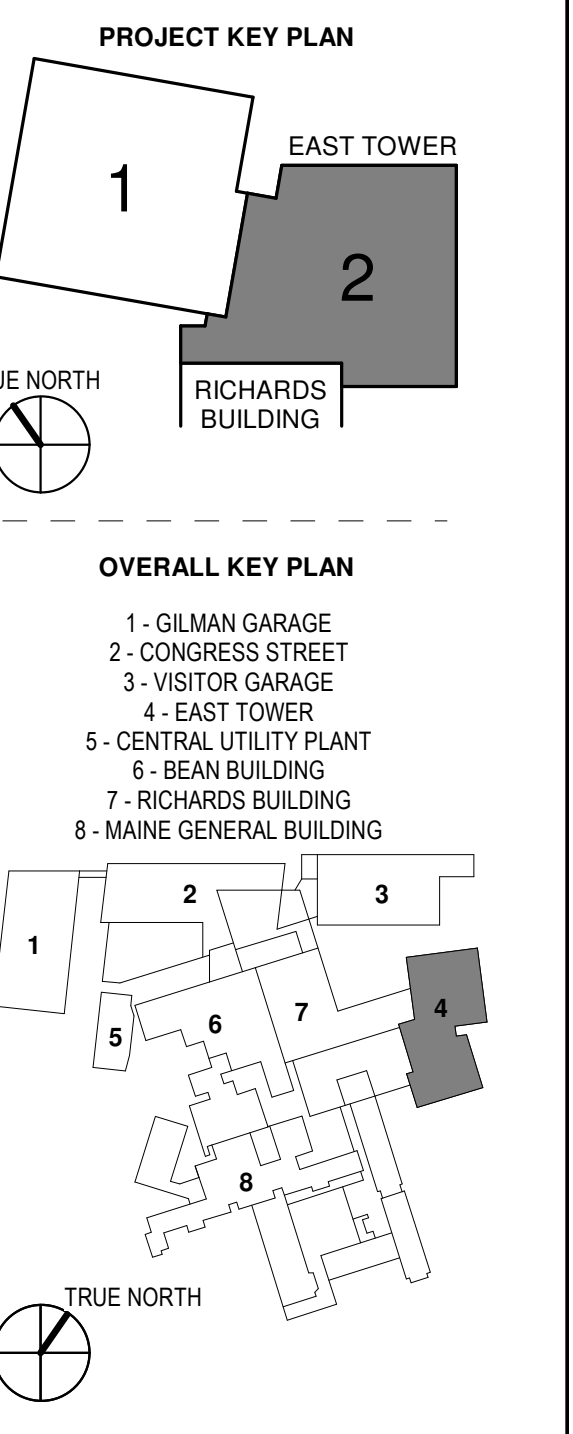 PROJECT KEY PLAN
EAST TOWER
1
2
RICHARDS
BUILDING
UE NORTH
OVERALL KEY PLAN
1 - GILMAN GARAGE
2 - CONGRESS STREET
3 - VISITOR GARAGE
4 - EAST TOWER
5 - CENTRAL UTILITY PLANT
6 - BEAN BUILDING
7 - RICHARDS BUILDING
8 - MAINE GENERAL BUILDING
2
3
1
4
7
6
5
8
TRUE NORTH